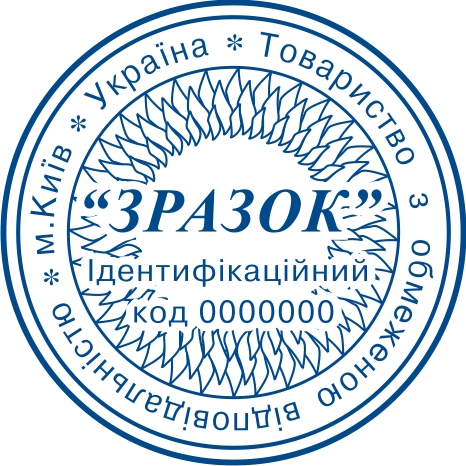 * м.Київ * Україна * Товариство з обмеженою відповідальністю
“ЗРАЗОК”
Ідентифікаційний
код 0000000